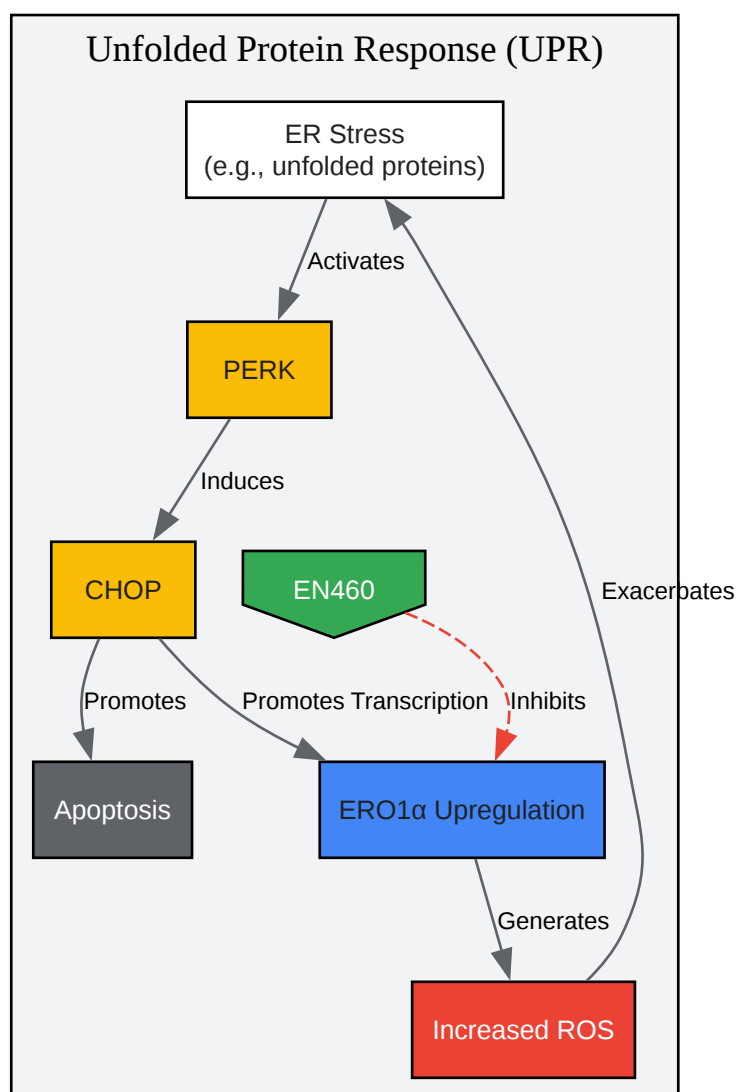 Unfolded Protein Response (UPR)
ER Stress
(e.g., unfolded proteins)
Activates
PERK
Induces
CHOP
EN460
Exacerbates
Promotes
Promotes Transcription
Inhibits
Apoptosis
ERO1α Upregulation
Generates
Increased ROS